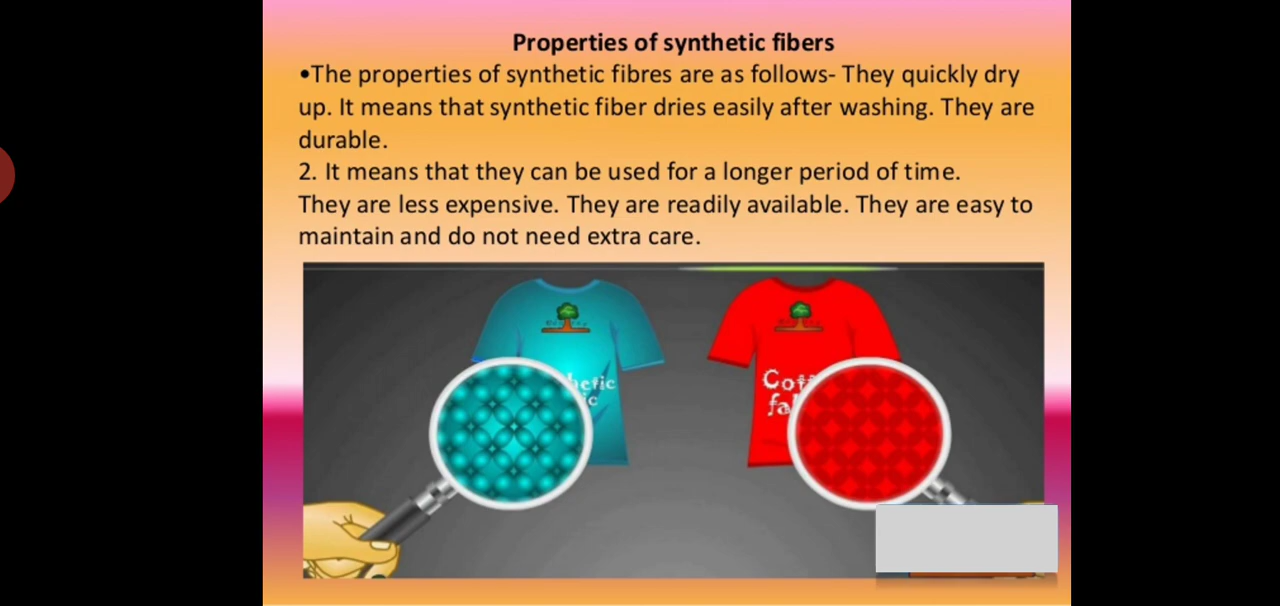 Properties of synthetic fibers
•The properties of synthetic fibres are as follows- They quickly dry
up. It means that synthetic fiber dries easily after washing. They are
durable.
2. It means that they can be used for a longer period of time.
They are less expensive. They are readily available. They are easy to
maintain and do not need extra care.